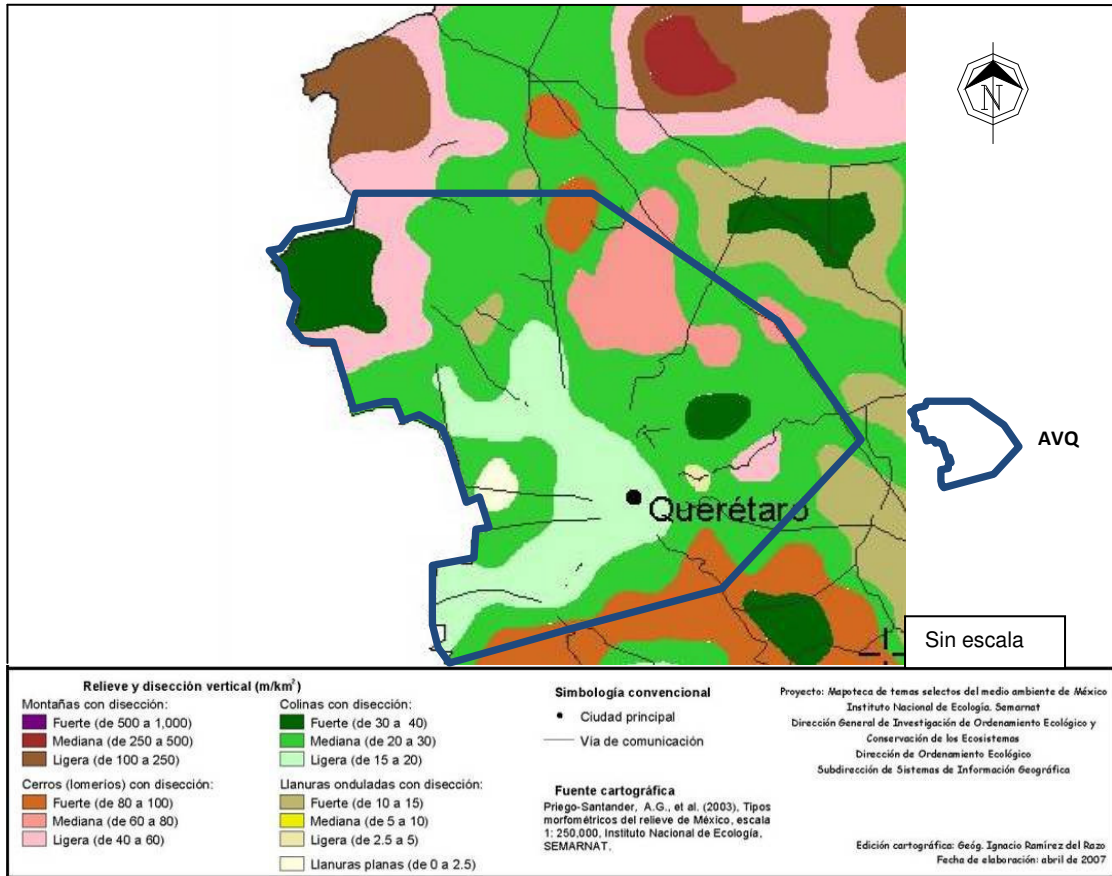 N
AVQ
Querétaro
Sin escala
Relieve y disección vertical (m/km²)
Montañas con disección:
Fuerte (de 500 a 1,000)
Mediana (de 250 a 500)
Ligera (de 100 a 250)
Cerros (lomeríos) con disección:
Fuerte (de 80 a 100)
Mediana (de 60 a 80)
Ligera (de 40 a 60)
Colinas con disección:
Fuerte (de 30 a 40)
Mediana (de 20 a 30)
Ligera (de 15 a 20)
Llanuras onduladas con disección:
Fuerte (de 10 a 15)
Mediana (de 5 a 10)
Ligera (de 2.5 a 5)
Llanuras planas (de 0 a 2.5)
Simbología convencional
Ciudad principal
Vía de comunicación
Fuente cartográfica
Priego-Santander, A.G., et al. (2003), Tipos
morfométricos del relieve de México, escala
1: 250,000, Instituto Nacional de Ecología,
SEMARNAT.
Proyecto: Mapoteca de temas selectos del medio ambiente de México
Instituto Nacional de Ecología. Semarnat
Dirección General de Investigación de Ordenamiento Ecológico y
Conservación de los Ecosistemas
Dirección de Ordenamiento Ecológico
Subdirección de Sistemas de Información Geográfica
Edición cartográfica: Geóg. Ignacio Ramírez del Razo
Fecha de elaboración: abril de 2007